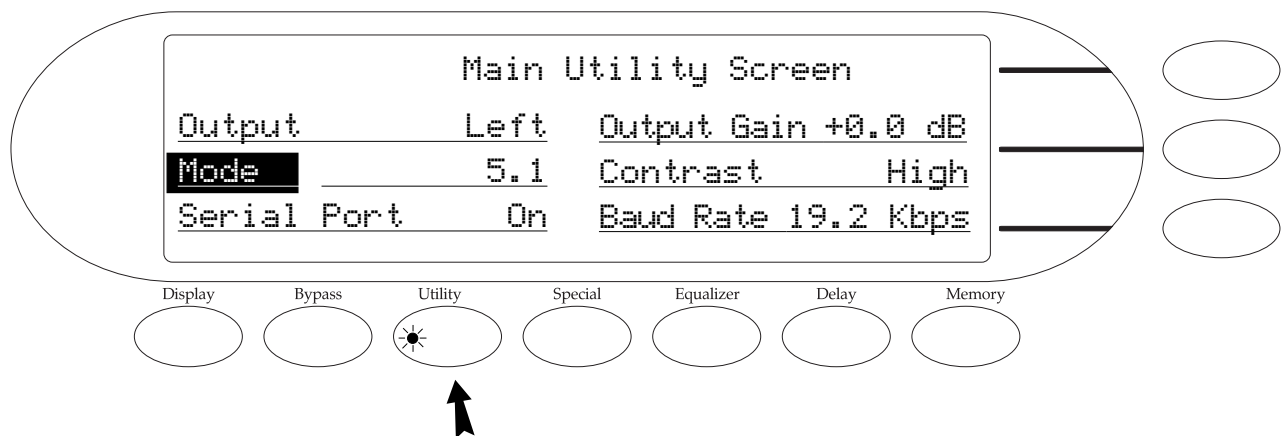 Main Utility Screen
Output Left Output Gain +0.0 dB
Mode 5.1 Contrast High
Serial Port On Baud Rate 19.2 Kbps
Display Bypass Utility Special Equalizer Delay Memory